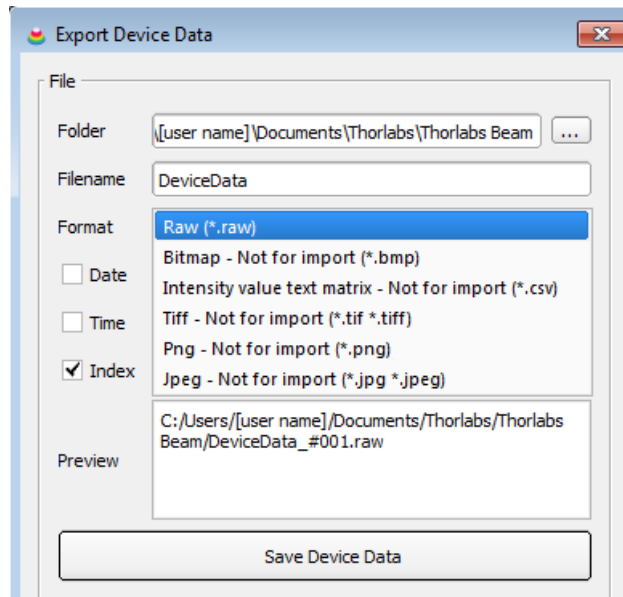 Export Device Data
File
Folder \[user name]\Documents\Thorlabs\Thorlabs Beam ...
Filename DeviceData
Format Raw (*.raw)
Bitmap - Not for import (*.bmp)
Date
Intensity value text matrix - Not for import (*.csv)
Tiff - Not for import (*.tif *.tiff)
Time
Png - Not for import (*.png)
Index
Jpeg - Not for import (*.jpg *.jpeg)
Preview
C:/Users/[user name]/Documents/Thorlabs/Thorlabs
Beam/DeviceData_#001.raw
Save Device Data